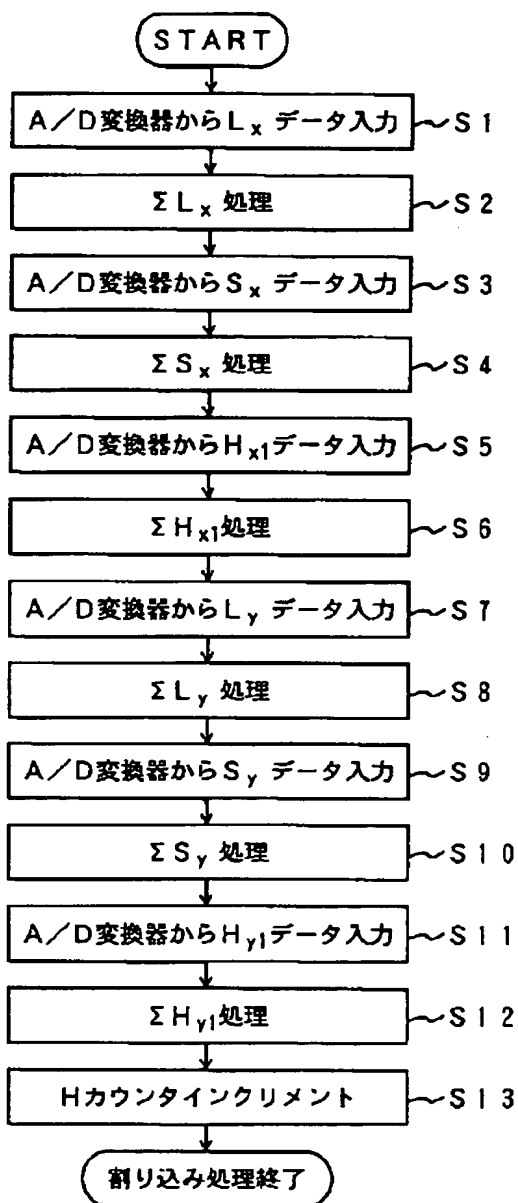 START
A/D変換器からLx データ入力 ~S1
ΣLx 処理 ~S2
A/D変換器からSx データ入力 ~S3
ΣSx 処理 ~S4
A/D変換器からHx1データ入力 ~S5
ΣHx1処理 ~S6
A/D変換器からLy データ入力 ~S7
ΣLy 処理 ~S8
A/D変換器からSy データ入力 ~S9
ΣSy 処理 ~S10
A/D変換器からHy1データ入力 ~S11
ΣHy1処理 ~S12
Hカウンタインクリメント ~S13
割り込み処理終了